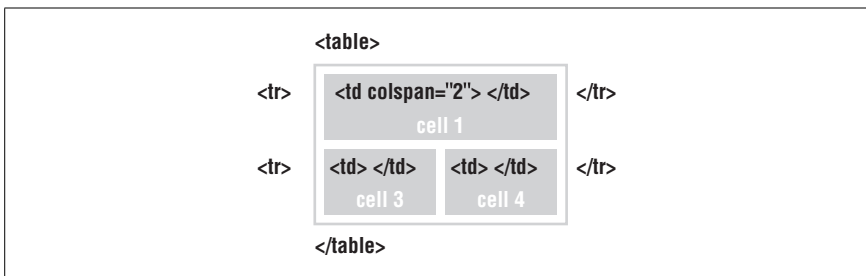 <table>
<tr> <td colspan="2"> </td> </tr>
cell 1
<tr> <td> </td> <td> </td> </tr>
cell 3 cell 4
</table>